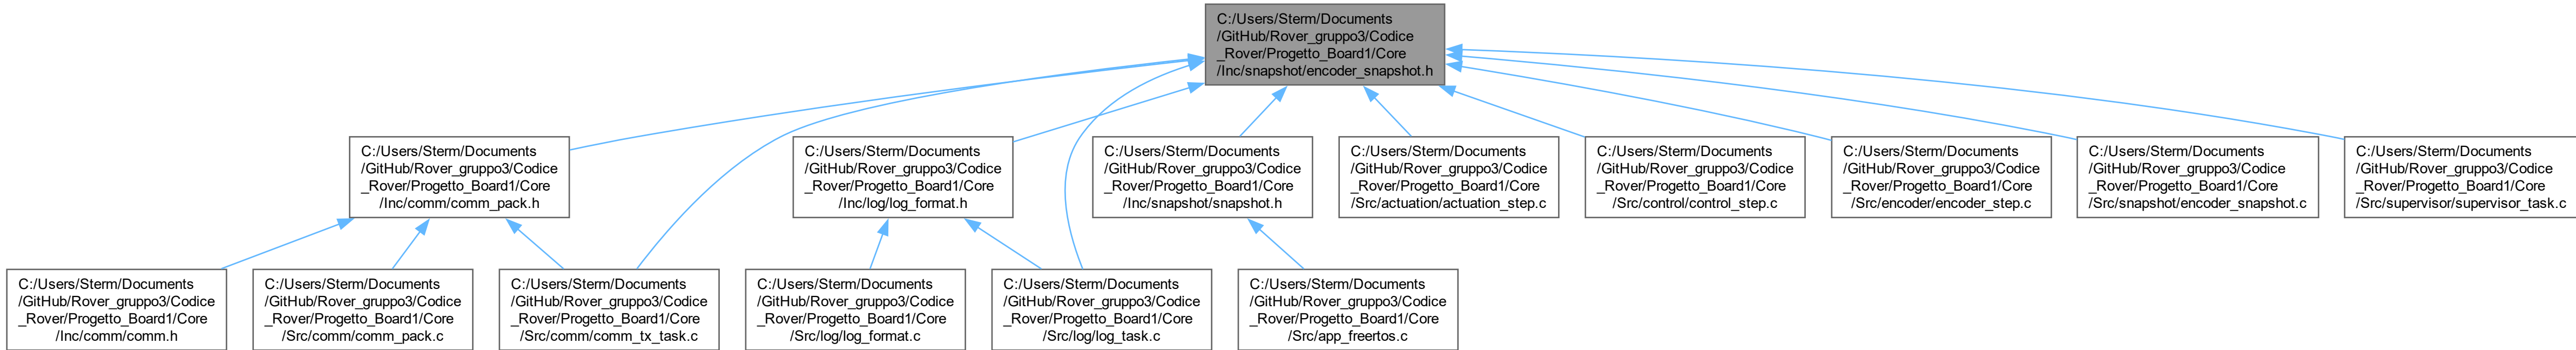 C:/Users/Sterm/Documents
/GitHub/Rover_gruppo3/Codice
_Rover/Progetto_Board1/Core
/Inc/snapshot/encoder_snapshot.h
C:/Users/Sterm/Documents
/GitHub/Rover_gruppo3/Codice
_Rover/Progetto_Board1/Core
/Inc/comm/comm_pack.h
C:/Users/Sterm/Documents
/GitHub/Rover_gruppo3/Codice
_Rover/Progetto_Board1/Core
/Inc/log/log_format.h
C:/Users/Sterm/Documents
/GitHub/Rover_gruppo3/Codice
_Rover/Progetto_Board1/Core
/Inc/snapshot/snapshot.h
C:/Users/Sterm/Documents
/GitHub/Rover_gruppo3/Codice
_Rover/Progetto_Board1/Core
/Src/actuation/actuation_step.c
C:/Users/Sterm/Documents
/GitHub/Rover_gruppo3/Codice
_Rover/Progetto_Board1/Core
/Src/control/control_step.c
C:/Users/Sterm/Documents
/GitHub/Rover_gruppo3/Codice
_Rover/Progetto_Board1/Core
/Src/encoder/encoder_step.c
C:/Users/Sterm/Documents
/GitHub/Rover_gruppo3/Codice
_Rover/Progetto_Board1/Core
/Src/snapshot/encoder_snapshot.c
C:/Users/Sterm/Documents
/GitHub/Rover_gruppo3/Codice
_Rover/Progetto_Board1/Core
/Src/supervisor/supervisor_task.c
C:/Users/Sterm/Documents
/GitHub/Rover_gruppo3/Codice
_Rover/Progetto_Board1/Core
/Inc/comm/comm.h
C:/Users/Sterm/Documents
/GitHub/Rover_gruppo3/Codice
_Rover/Progetto_Board1/Core
/Src/comm/comm_pack.c
C:/Users/Sterm/Documents
/GitHub/Rover_gruppo3/Codice
_Rover/Progetto_Board1/Core
/Src/comm/comm_tx_task.c
C:/Users/Sterm/Documents
/GitHub/Rover_gruppo3/Codice
_Rover/Progetto_Board1/Core
/Src/log/log_format.c
C:/Users/Sterm/Documents
/GitHub/Rover_gruppo3/Codice
_Rover/Progetto_Board1/Core
/Src/log/log_task.c
C:/Users/Sterm/Documents
/GitHub/Rover_gruppo3/Codice
_Rover/Progetto_Board1/Core
/Src/app_freertos.c